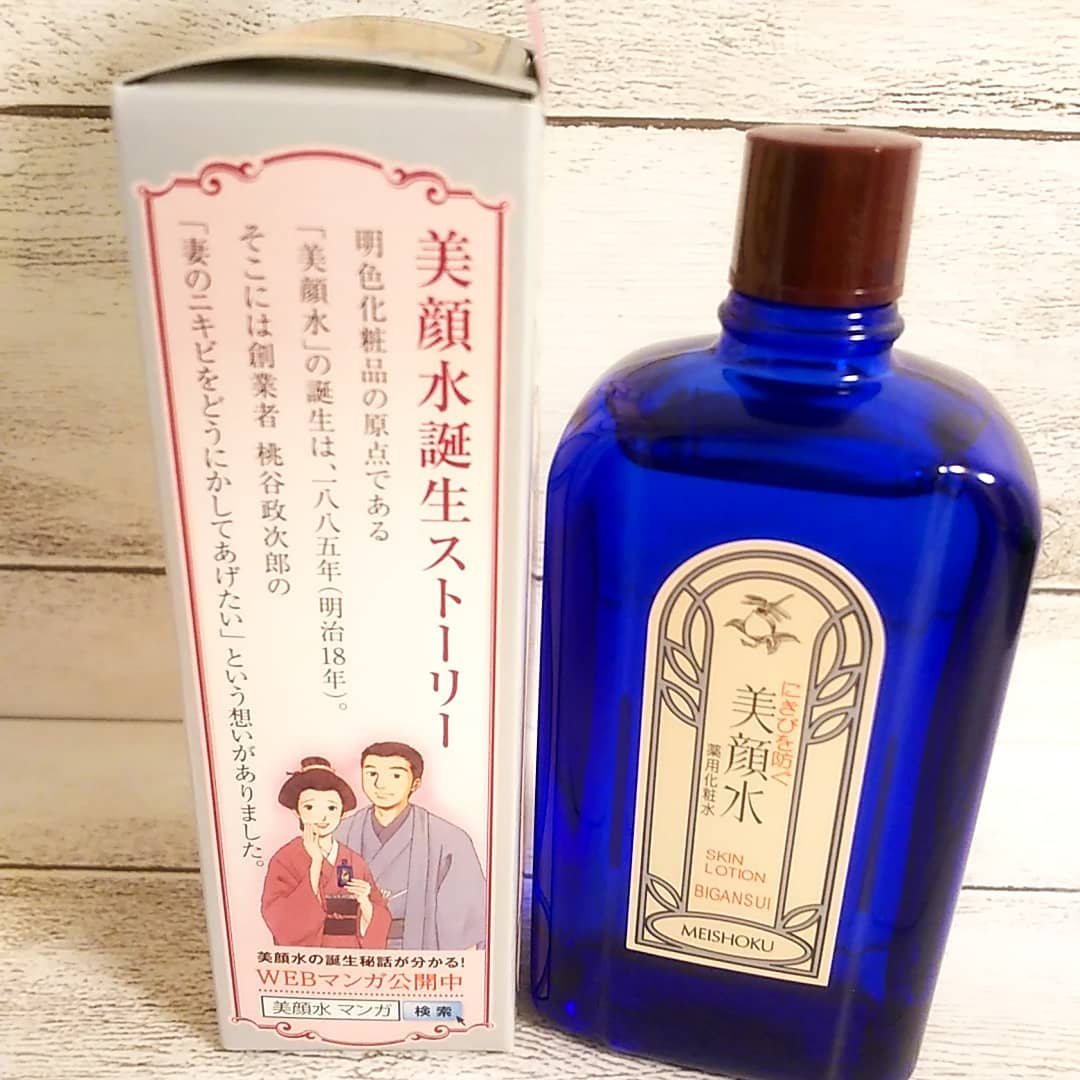 美顔水誕生ストーリー
明色化粧品の原点である
「美顔水」の誕生は、一八八五年(明治18年)。
そこには創業者 桃谷政次郎の
「妻のニキビをどうにかしてあげたい」という想いがありました。
美顔水の誕生秘話が分かる!
WEBマンガ公開中
美顔水 マンガ 検索
にきびを防ぐ
美顔水
薬用化粧水
SKIN
LOTION
BIGANSUI
MEISHOKU